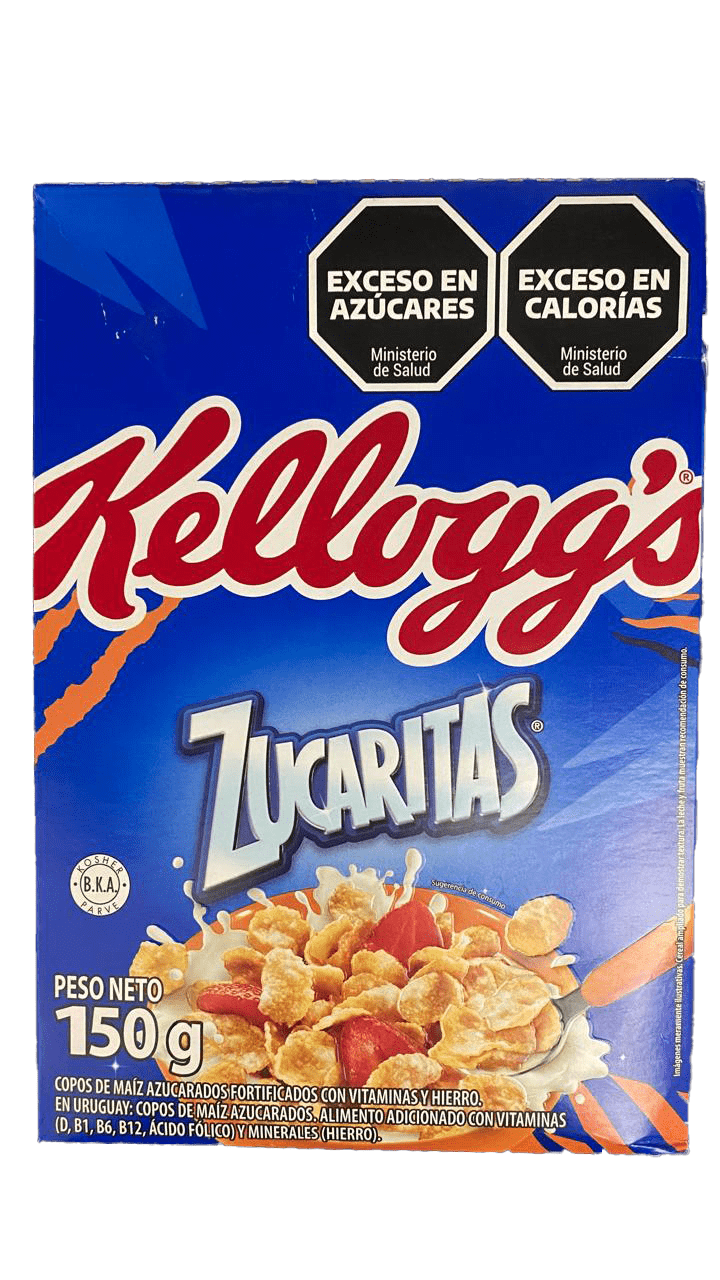 EXCESO EN
AZÚCARES
Ministerio
de Salud
EXCESO EN
CALORÍAS
Ministerio
de Salud
Kellogg's®
ZUCARITAS®
KOSHER
B.K.A.
PARVE
Sugerencia de consumo.
PESO NETO
150 g
COPOS DE MAÍZ AZUCARADOS FORTIFICADOS CON VITAMINAS Y HIERRO.
EN URUGUAY: COPOS DE MAÍZ AZUCARADOS. ALIMENTO ADICIONADO CON VITAMINAS
(D, B1, B6, B12, ÁCIDO FÓLICO) Y MINERALES (HIERRO).
Imágenes meramente ilustrativas. Cereal ampliado para demostrar textura. La leche y fruta muestran recomendación de consumo.